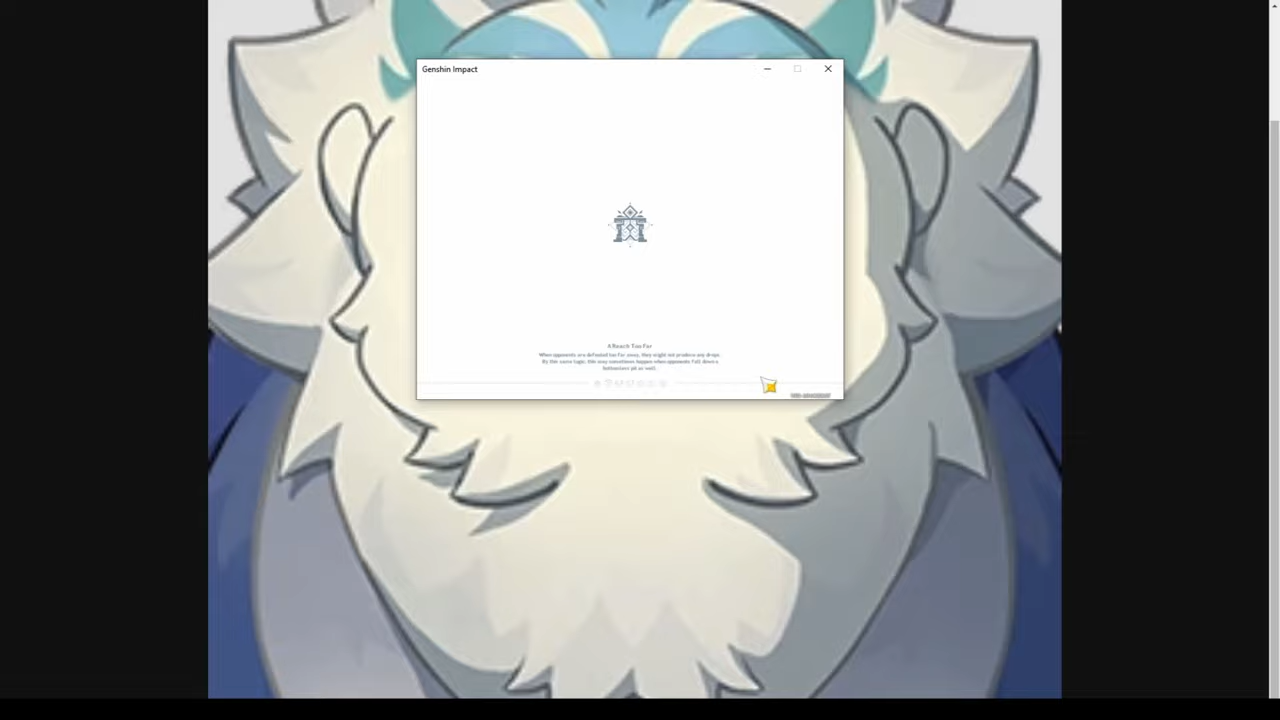 Genshin Impact
A Reach Too Far
When opponents are defeated too far away, they might not produce any drops.
By the same logic, this may sometimes happen when opponents fall down a
bottomless pit as well.